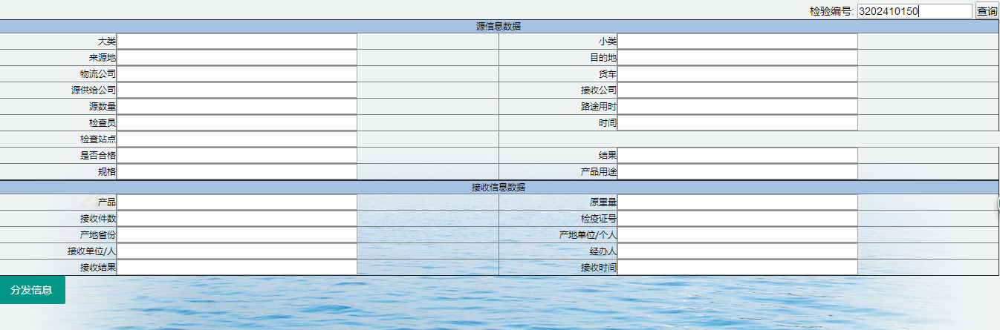 检验编号: 3202410150 查询
源信息数据
大类 小类
来源地 目的地
物流公司 货车
源供给公司 接收公司
源数量 路途用时
检查员 时间
检查站点
是否合格 结果
规格 产品用途
接收信息数据
产品 原重量
接收件数 检疫证号
产地省份 产地单位/个人
接收单位/人 经办人
接收结果 接收时间
分发信息